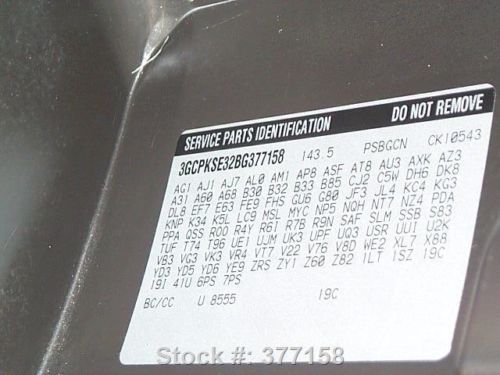 SERVICE PARTS IDENTIFICATION DO NOT REMOVE
3GCPKSE32BG377158 143.5 PSBGCN CK10543
AG1 AJ1 AJ7 AL0 AM1 AP8 ASF AT8 AU3 AXK AZ3
A31 A60 A68 B30 B32 B33 B85 CJ2 C5W DH6 DK8
DL8 EF7 E63 FE9 FHS GU6 G80 JF3 JL4 KC4 KG3
KNP K34 K5L LC9 MSL MYC NP5 NQH NT7 NZ4 PDA
PPA QSS R00 R4Y R6I R7B R9N SAF SLM SSB S83
TUF T74 T96 UE1 UJM UK3 UPF UQ3 USR UUI U2K
VB3 VG3 VK3 VR4 VT7 V22 V76 V8D WE2 XL7 X88
YD3 YD5 YD6 YE9 ZRS ZY1 Z60 Z82 1LT 1SZ 19C
19I 41U 6PS 7PS
BC/CC U 8555 19C
Stock #: 377158